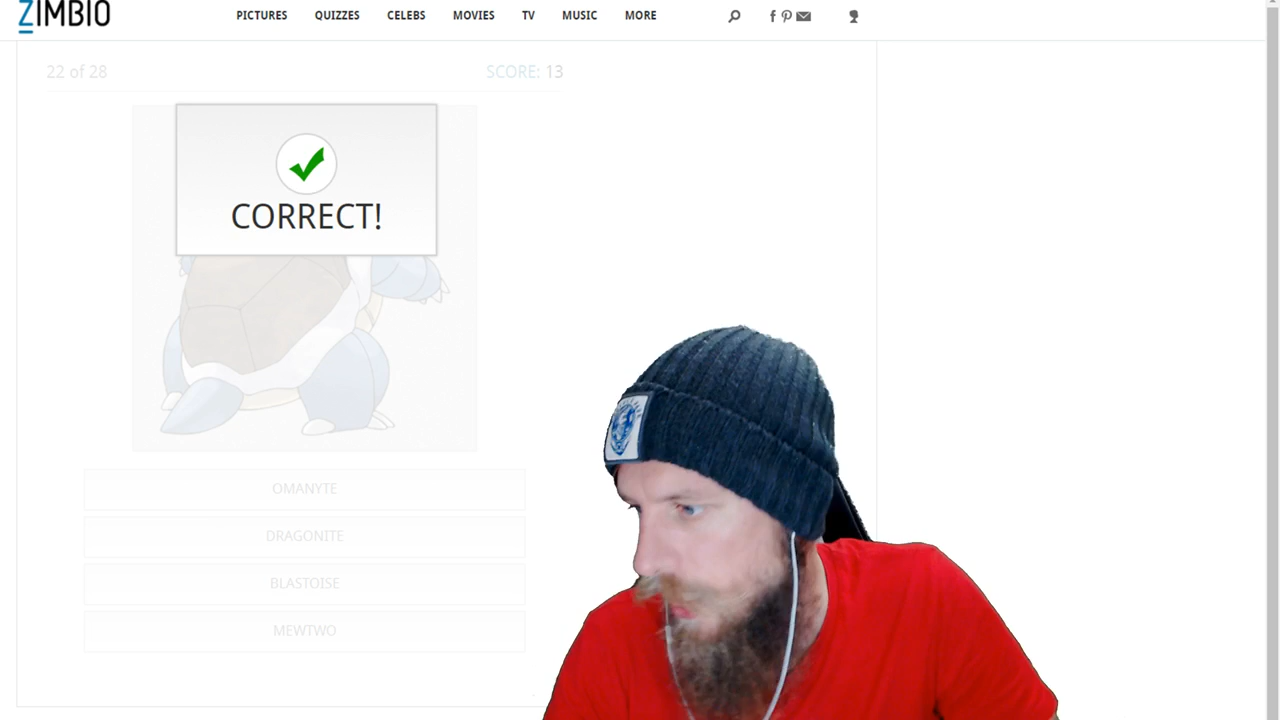 ZIMBIO
PICTURES QUIZZES CELEBS MOVIES TV MUSIC MORE
22 of 28 SCORE: 13
CORRECT!
OMANYTE
DRAGONITE
BLASTOISE
MEWTWO